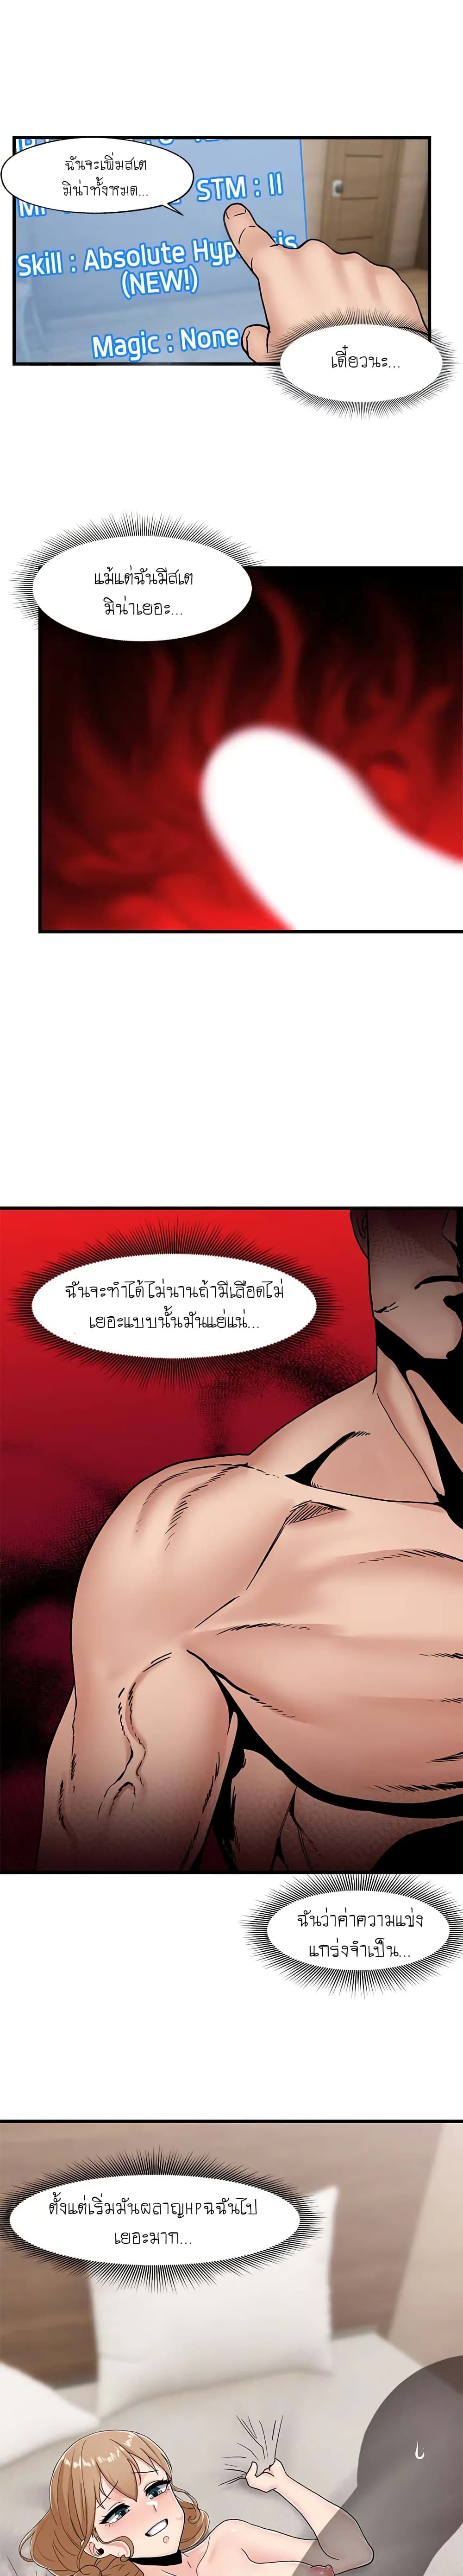 ฉันจะเพิ่มสเต
มิน่าทั้งหมด...
STM : 11
Skill : Absolute Hyp   is
(NEW!)
Magic : None
เดี๋ยวนะ...
แม้แต่ฉันมีสเต
มิน่าเยอะ...
ฉันจะทำได้ไม่นานถ้ามีเลือดไม่
เยอะแบบนั้นมันแย่แน่...
ฉันว่าค่าความแข่ง
แกร่งจำเป็น...
ตั้งแต่เริ่มมันผลาญHPฉฉันไป
เยอะมาก...